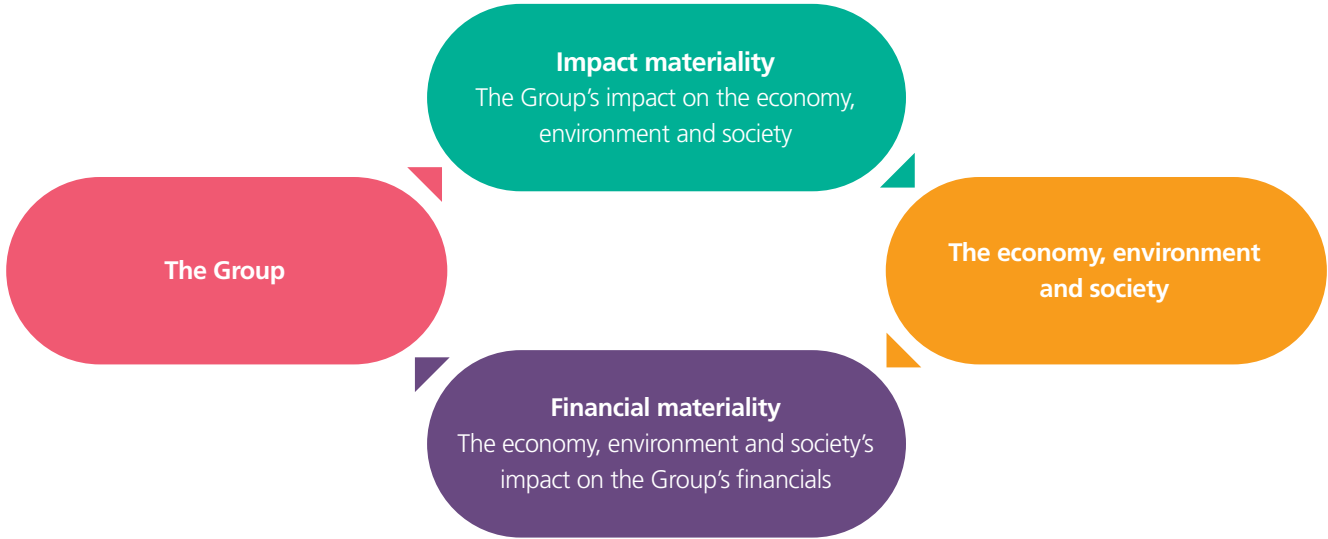 Impact materiality
The Group’s impact on the economy,
environment and society
The Group
The economy, environment
and society
Financial materiality
The economy, environment and society’s
impact on the Group’s financials